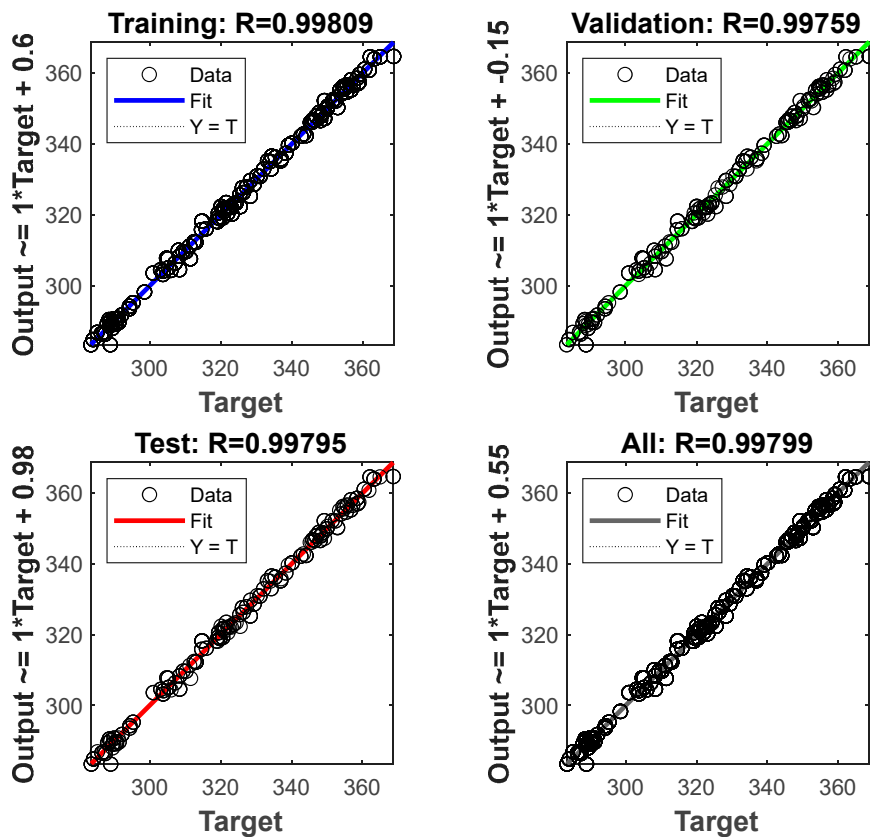 Training: R=0.99809
Output ~= 1*Target + 0.6
Data
Fit
Y = T
360
340
320
300
300 320 340 360
Target
Validation: R=0.99759
Output ~= 1*Target + -0.15
Data
Fit
Y = T
360
340
320
300
300 320 340 360
Target
Test: R=0.99795
Output ~= 1*Target + 0.98
Data
Fit
Y = T
360
340
320
300
300 320 340 360
Target
All: R=0.99799
Output ~= 1*Target + 0.55
Data
Fit
Y = T
360
340
320
300
300 320 340 360
Target